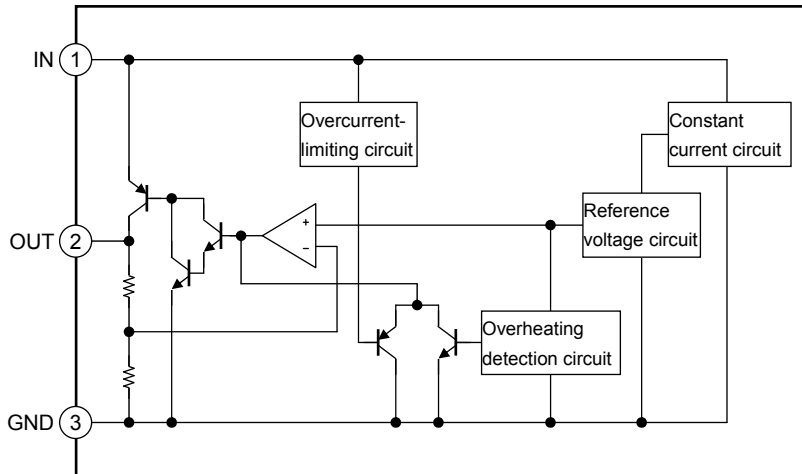 IN 1
Overcurrent-
limiting circuit
Constant
current circuit
Reference
voltage circuit
OUT 2
+
−
Overheating
detection circuit
GND 3